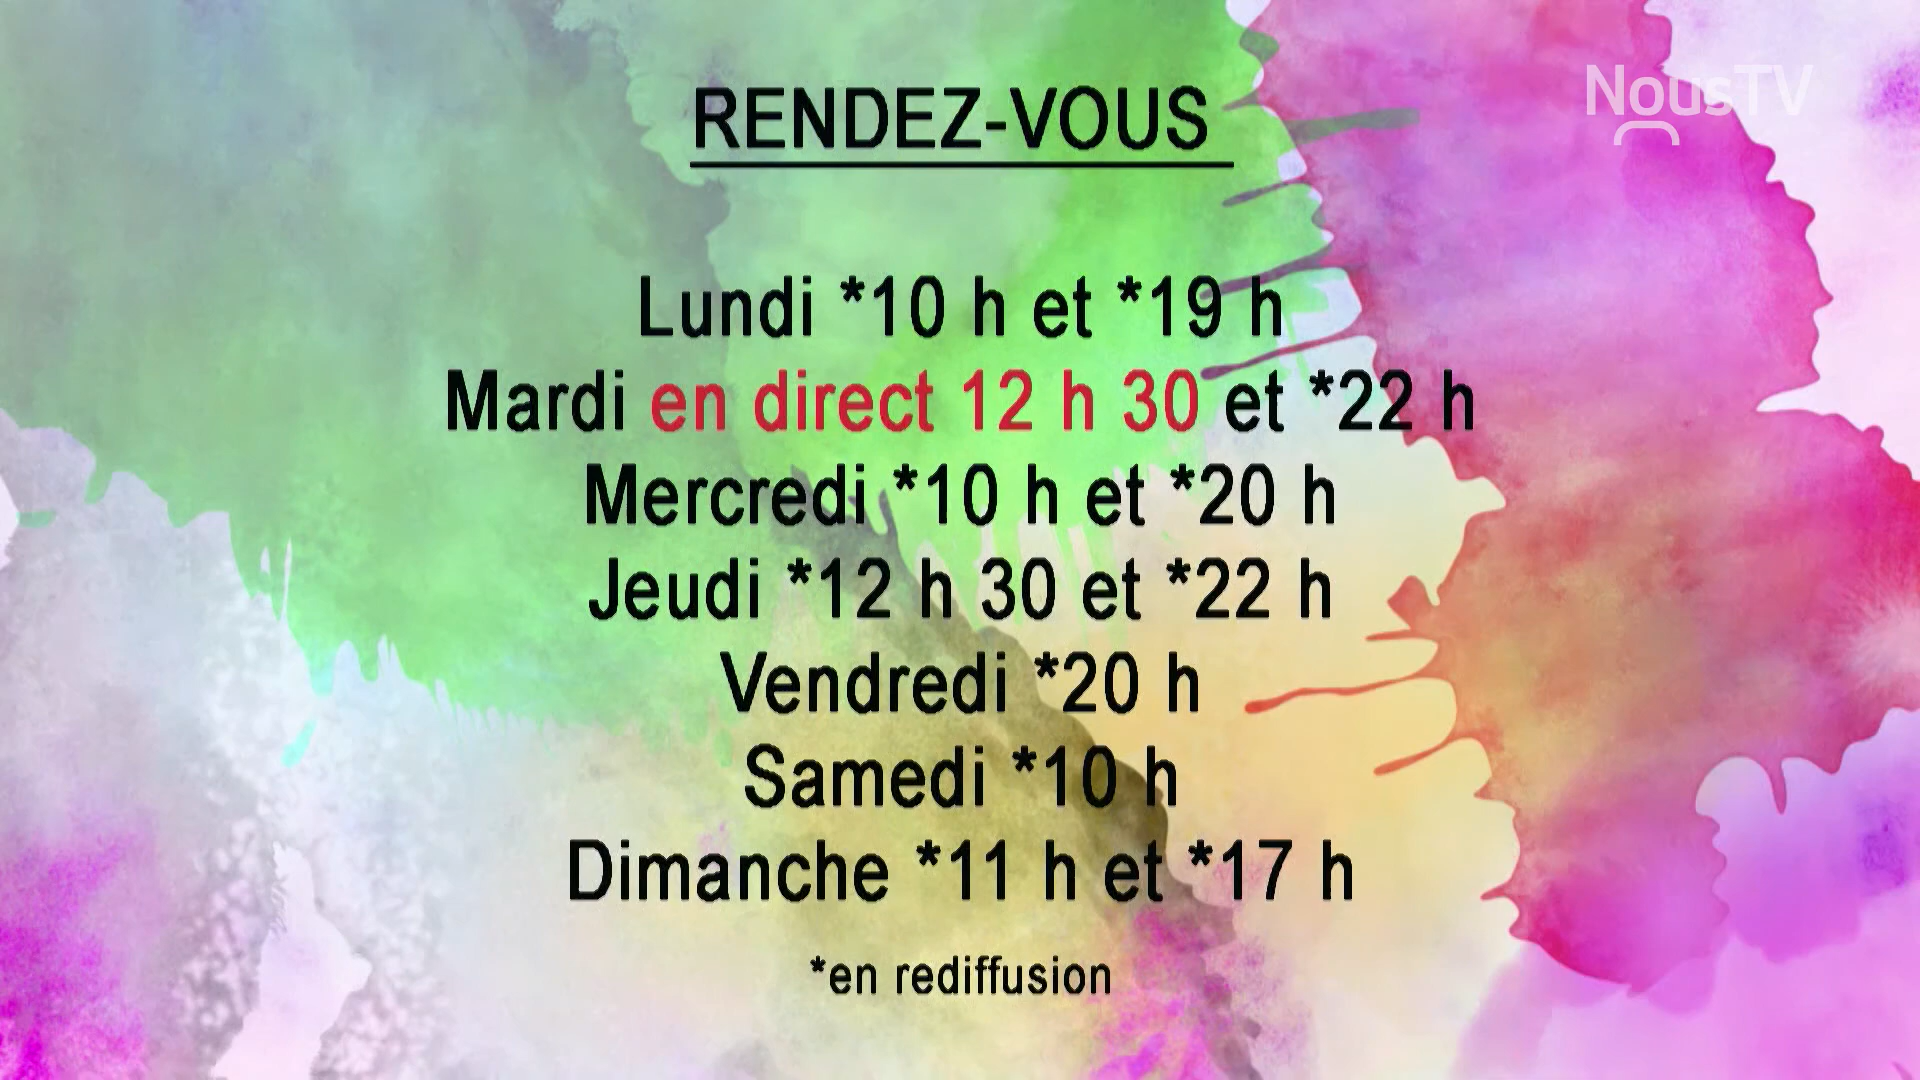 NousTV
RENDEZ-VOUS
Lundi *10 h et *19 h
Mardi en direct 12 h 30 et *22 h
Mercredi *10 h et *20 h
Jeudi *12 h 30 et *22 h
Vendredi *20 h
Samedi *10 h
Dimanche *11 h et *17 h
*en rediffusion